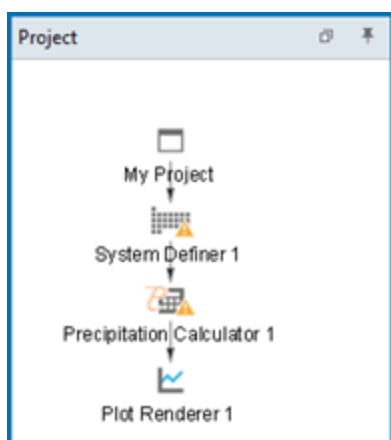 Project
My Project
System Definer 1
Precipitation Calculator 1
Plot Renderer 1